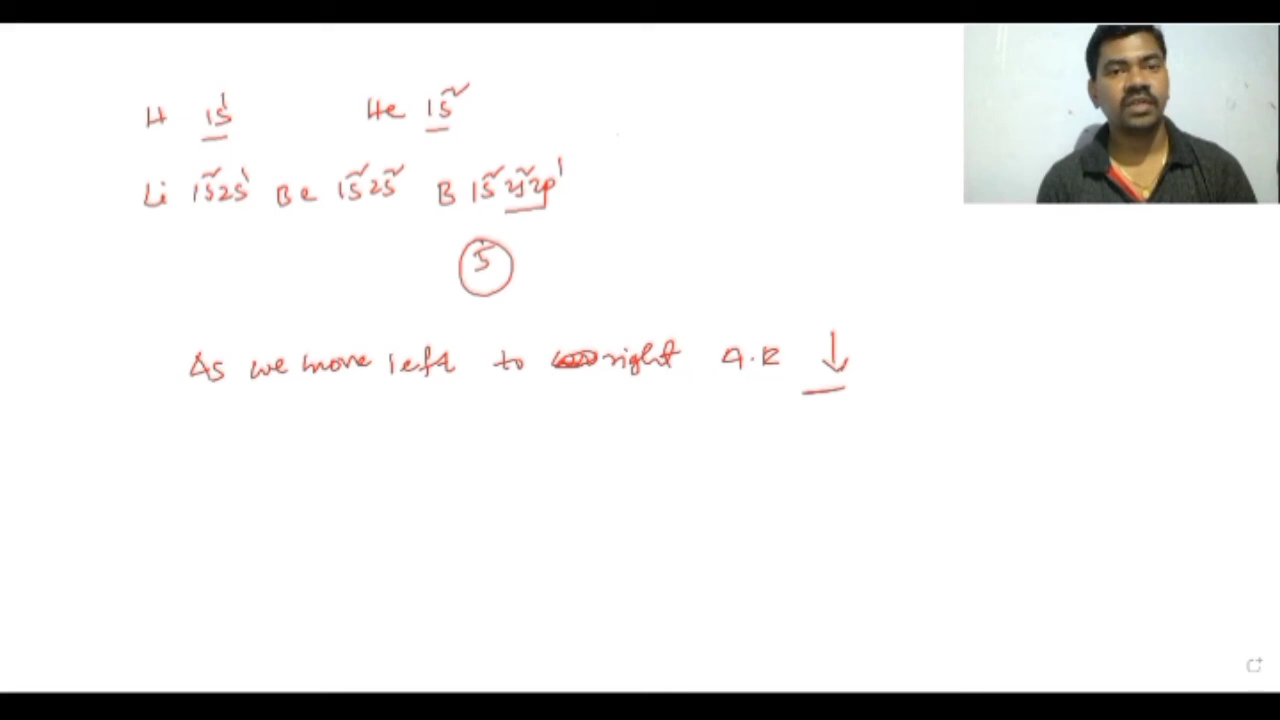 H 1s¹ He 1s²
Li 1s²2s¹ Be 1s²2s² B 1s²2s²2p¹
5
As we move left to right A.R ↓